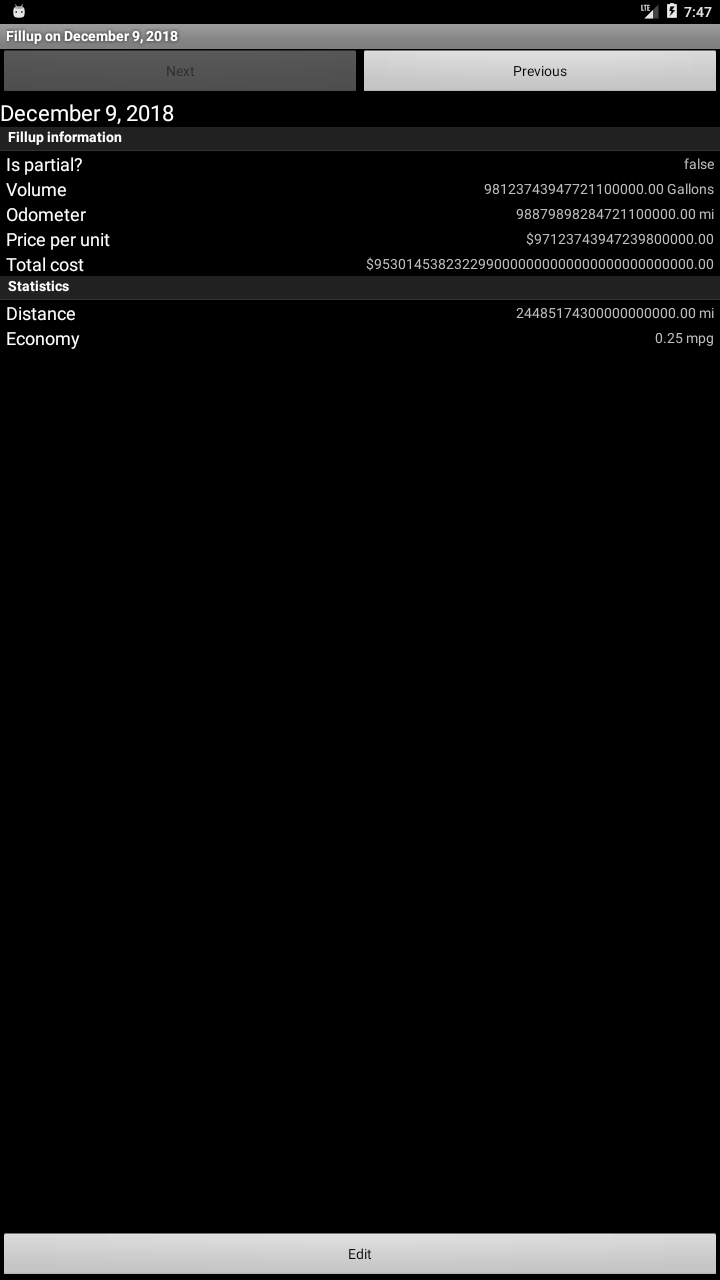 LTE 7:47
Fillup on December 9, 2018
Next Previous
December 9, 2018
Fillup information
Is partial? false
Volume 98123743947721100000.00 Gallons
Odometer 98879898284721100000.00 mi
Price per unit $97123743947239800000.00
Total cost $9530145382322990000000000000000000000000.00
Statistics
Distance 24485174300000000000.00 mi
Economy 0.25 mpg
Edit